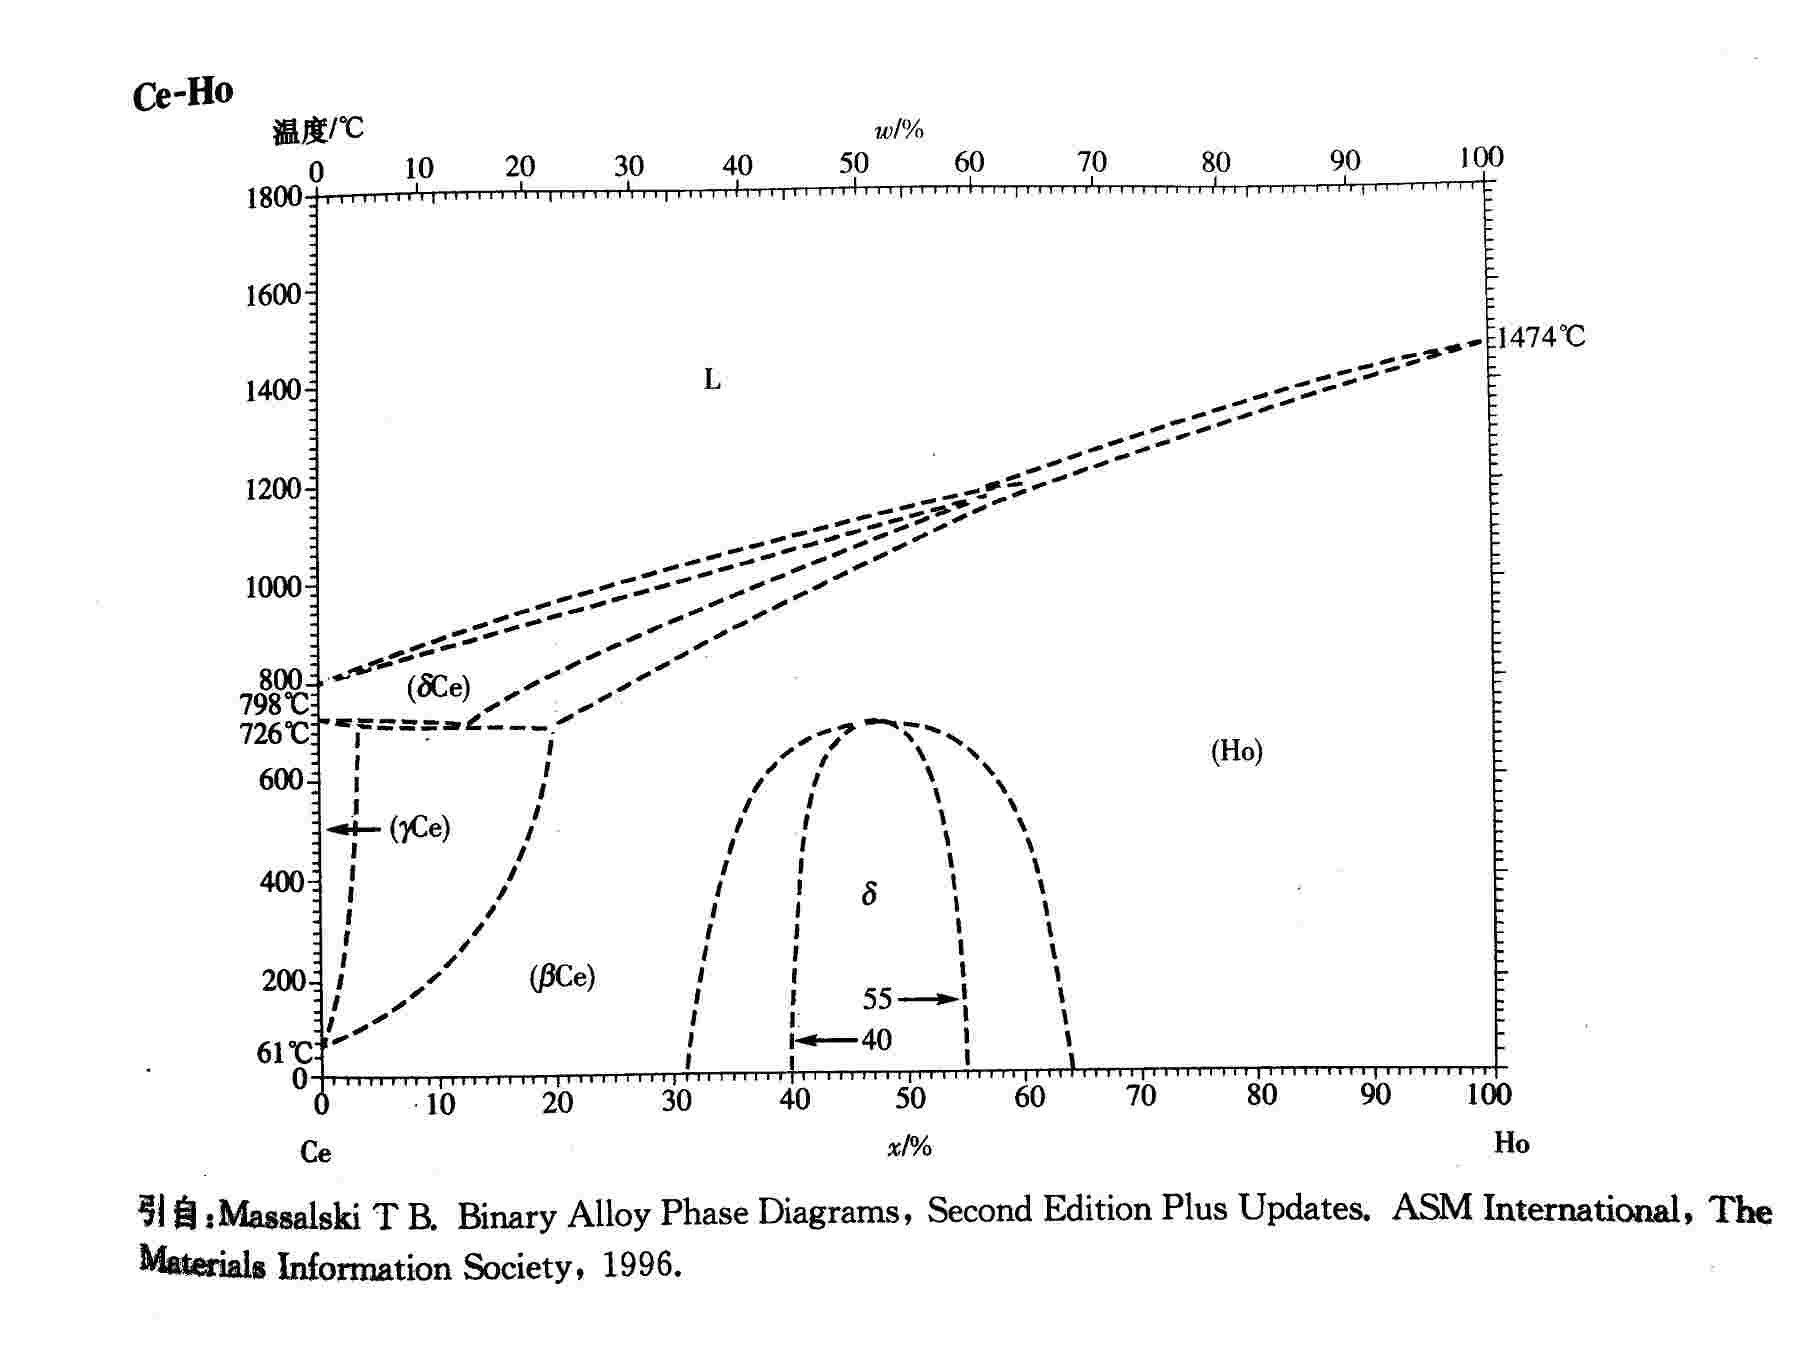 Ce-Ho
温度/℃
w/%
0 10 20 30 40 50 60 70 80 90 100
1800
1600
1474℃
L
1400
1200
1000
800
(δCe)
798℃
726℃
(Ho)
600
(γCe)
400
δ
200
(βCe)
55
40
61℃
0
0 10 20 30 40 50 60 70 80 90 100
Ce
x/%
Ho
引自:Massalski T B. Binary Alloy Phase Diagrams, Second Edition Plus Updates. ASM International, The
Materials Information Society, 1996.